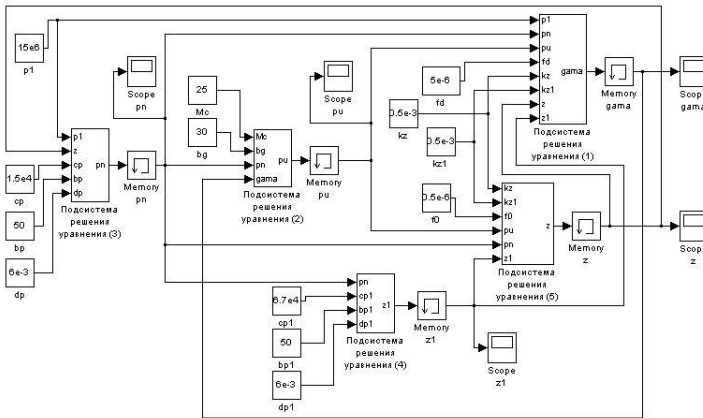 15e6
p1
Scope
pn
25
Mc
30
bg
Scope
pu
5e-6
fd
0.5e-3
kz
0.5e-3
kz1
0.5e-6
f0
p1
pn
pu
fd
kz
kz1
z
z1
gama
Подсистема
решения
уравнения (1)
Memory
gama
Scop
gama
p1
z
cp
bp
dp
pn
Подсистема
решения
уравнения (3)
Memory
pn
1.5e4
cp
50
bp
6e-3
dp
Mc
bg
pn
gama
pu
Подсистема
решения
уравнения (2)
Memory
pu
kz
kz1
f0
pu
pn
z1
z
Подсистема
решения
уравнения (5)
Memory
z
Scope
z
6.7e4
cp1
50
bp1
6e-3
dp1
pn
cp1
bp1
dp1
z1
Подсистема
решения
уравнения (4)
Memory
z1
Scope
z1